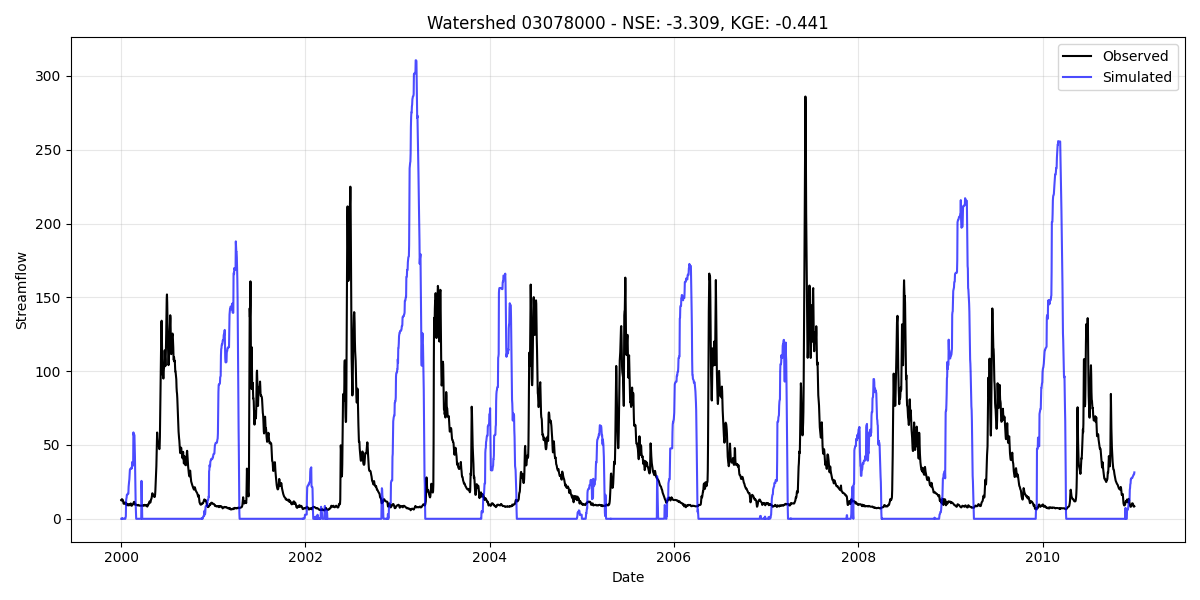 Watershed 03078000 - NSE: -3.309, KGE: -0.441
Observed
Simulated
Streamflow
300
250
200
150
100
50
0
2000 2002 2004 2006 2008 2010
Date